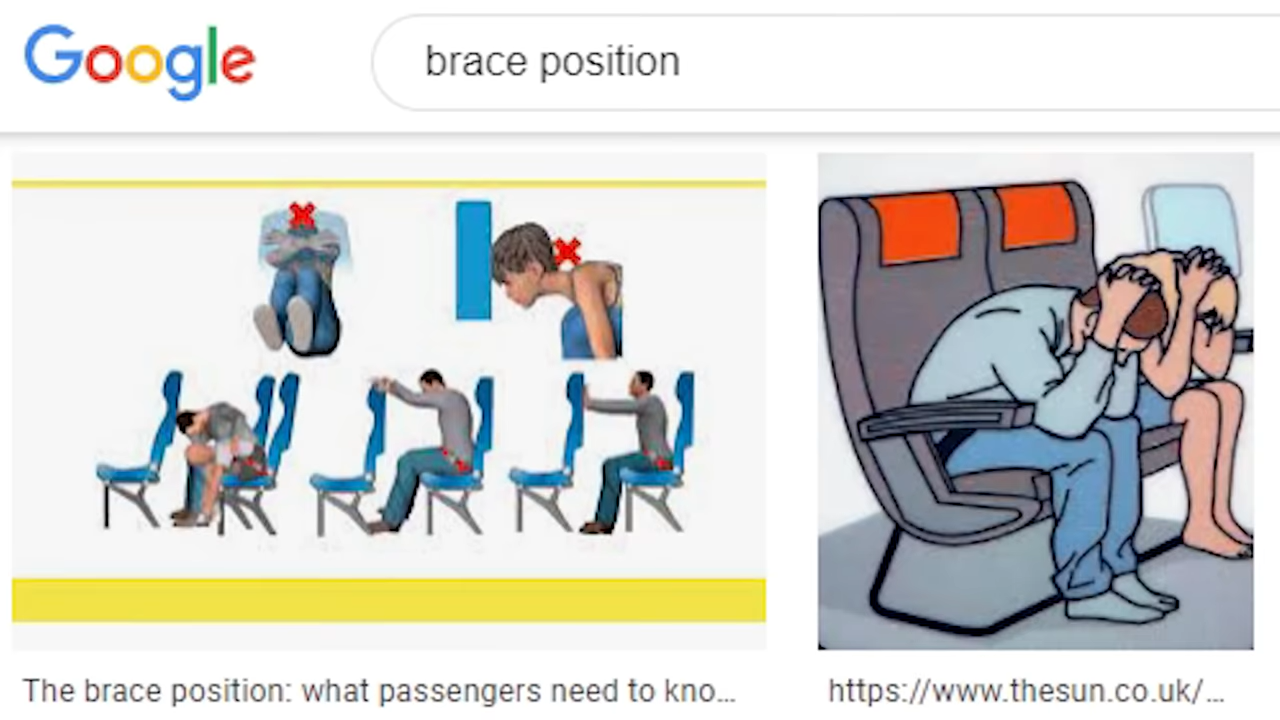 Google
brace position
The brace position: what passengers need to kno...
https://www.thesun.co.uk/...